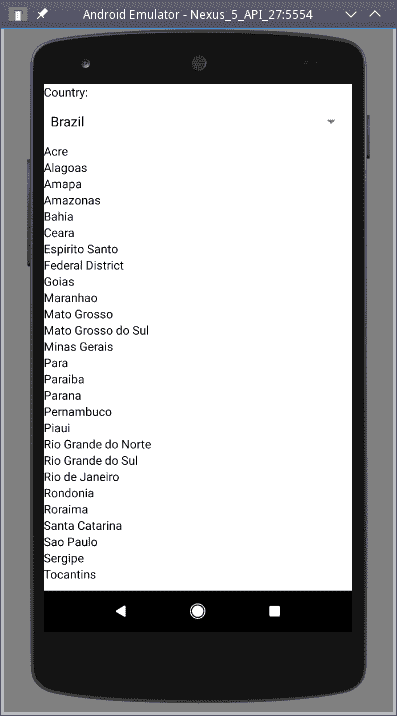 Android Emulator - Nexus_5_API_27:5554
Country:
Brazil
Acre
Alagoas
Amapa
Amazonas
Bahia
Ceara
Espirito Santo
Federal District
Goias
Maranhao
Mato Grosso
Mato Grosso do Sul
Minas Gerais
Para
Paraiba
Parana
Pernambuco
Piaui
Rio Grande do Norte
Rio Grande do Sul
Rio de Janeiro
Rondonia
Roraima
Santa Catarina
Sao Paulo
Sergipe
Tocantins